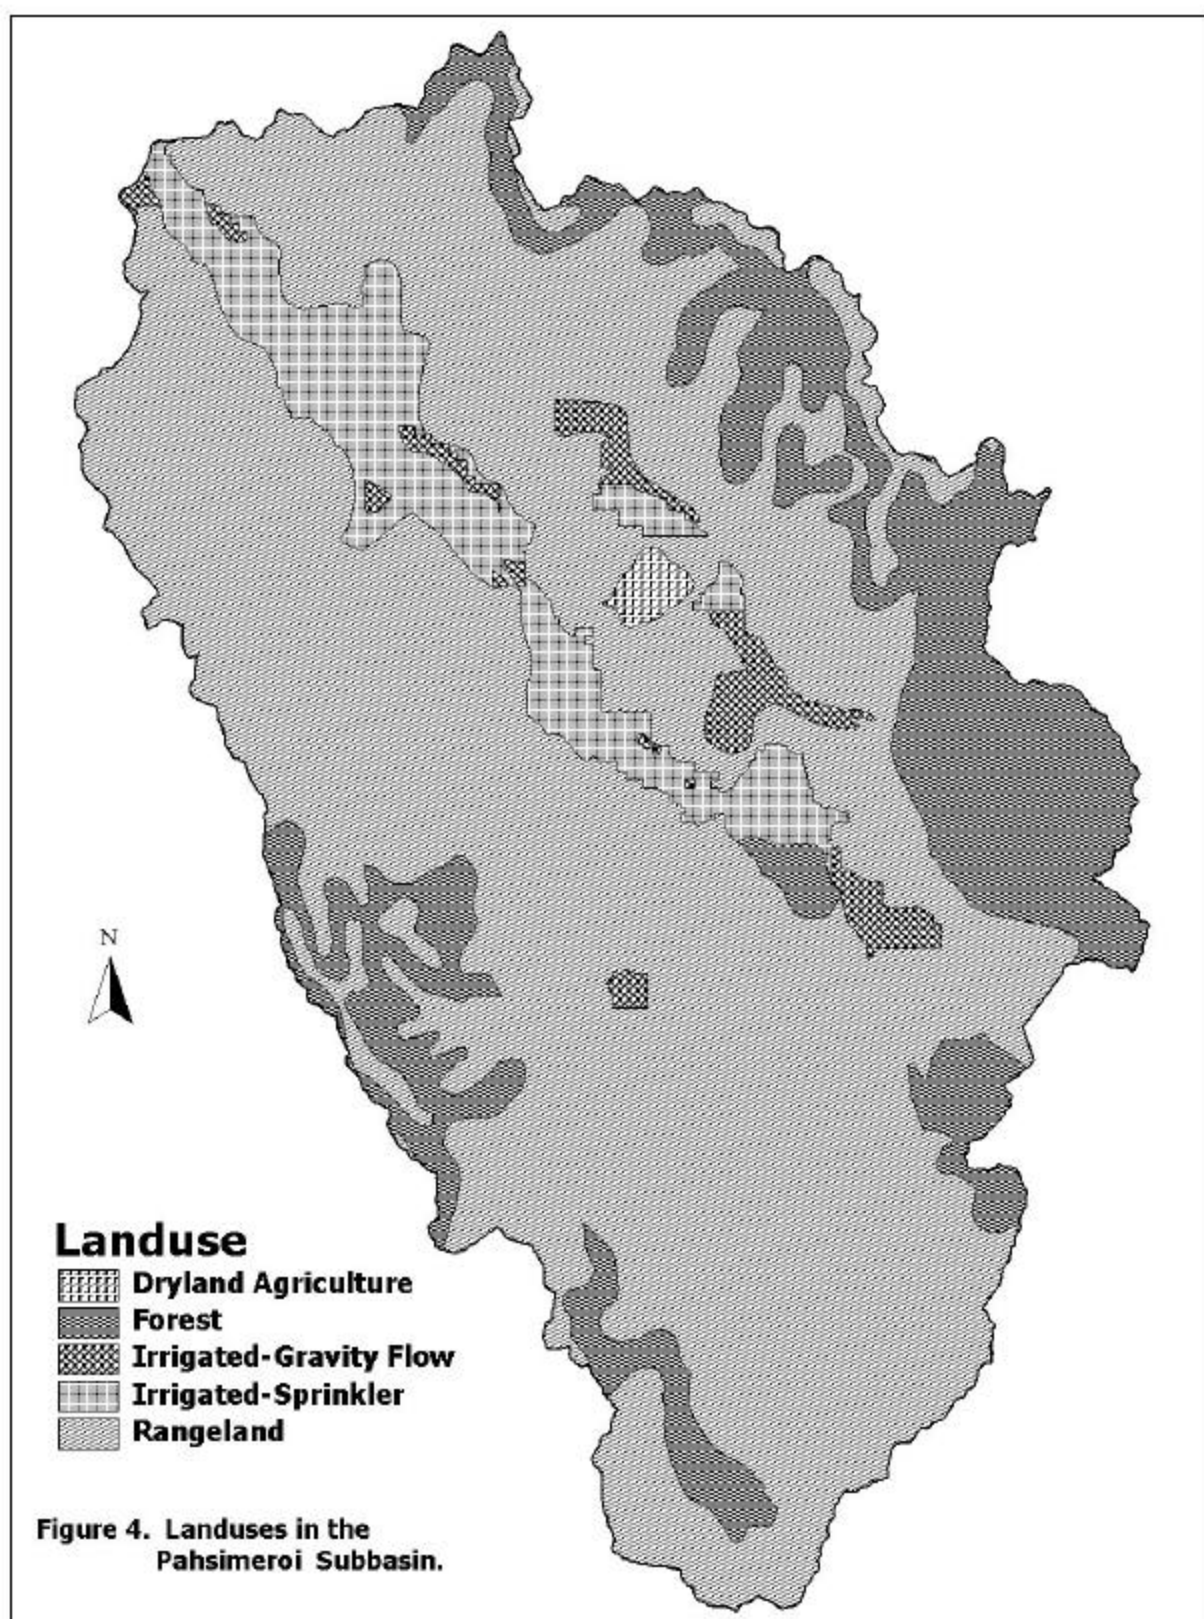 N
Landuse
Dryland Agriculture
Forest
Irrigated-Gravity Flow
Irrigated-Sprinkler
Rangeland
Figure 4. Landuses in the
Pahsimeroi Subbasin.